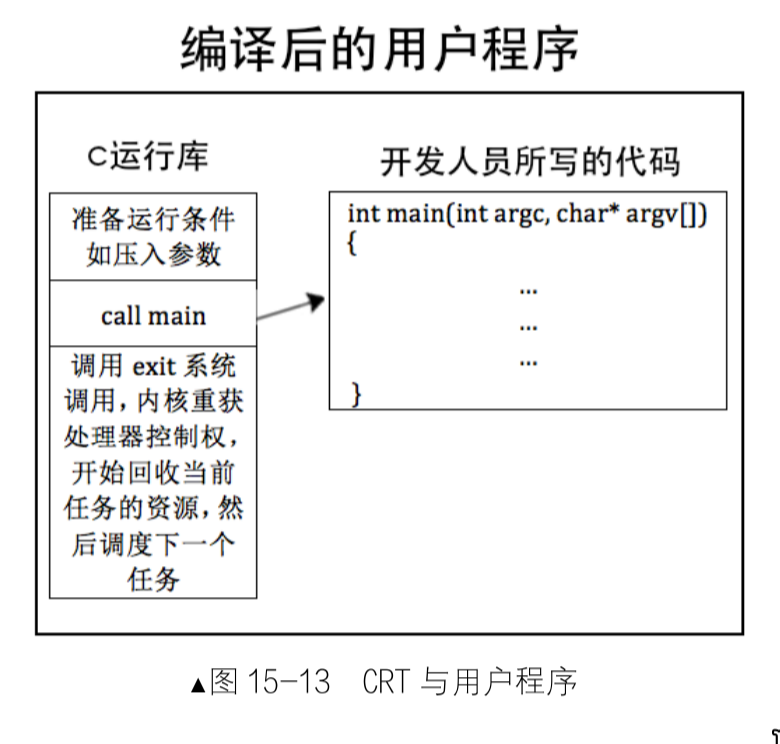 编译后的用户程序
C运行库
准备运行条件
如压入参数
call main
调用 exit 系统
调用，内核重获
处理器控制权，
开始回收当前
任务的资源，然
后调度下一个
任务
开发人员所写的代码
int main(int argc, char* argv[])
{
...
...
...
}
▲图 15-13 CRT 与用户程序